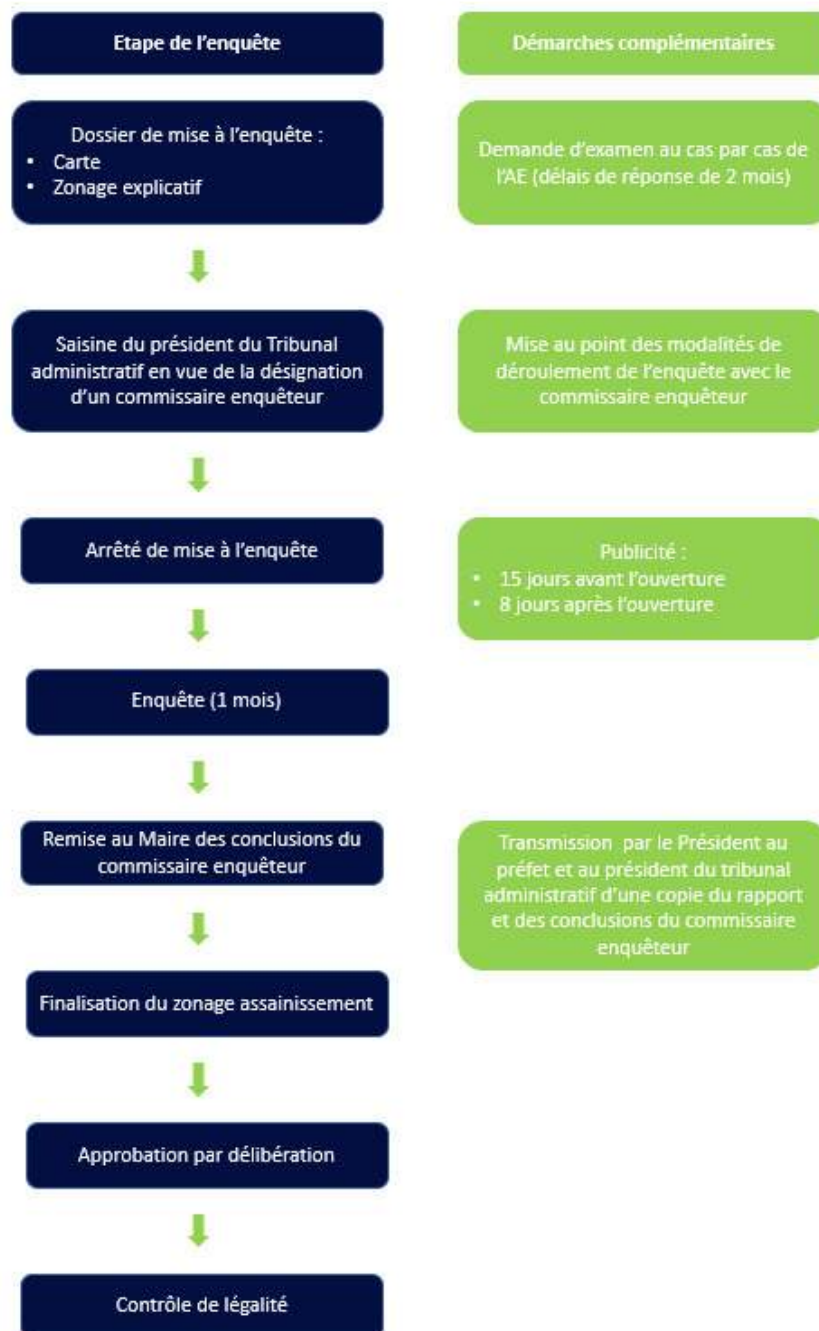 Etape de l'enquête
Démarches complémentaires
Dossier de mise à l'enquête :
• Carte
• Zonage explicatif
Demande d'examen au cas par cas de
l'AE (délais de réponse de 2 mois)
Saisine du président du Tribunal
administratif en vue de la désignation
d'un commissaire enquêteur
Mise au point des modalités de
déroulement de l'enquête avec le
commissaire enquêteur
Arrêté de mise à l'enquête
Publicité :
• 15 jours avant l'ouverture
• 8 jours après l'ouverture
Enquête (1 mois)
Remise au Maire des conclusions du
commissaire enquêteur
Transmission par le Président au
préfet et au président du tribunal
administratif d'une copie du rapport
et des conclusions du commissaire
enquêteur
Finalisation du zonage assainissement
Approbation par délibération
Contrôle de légalité